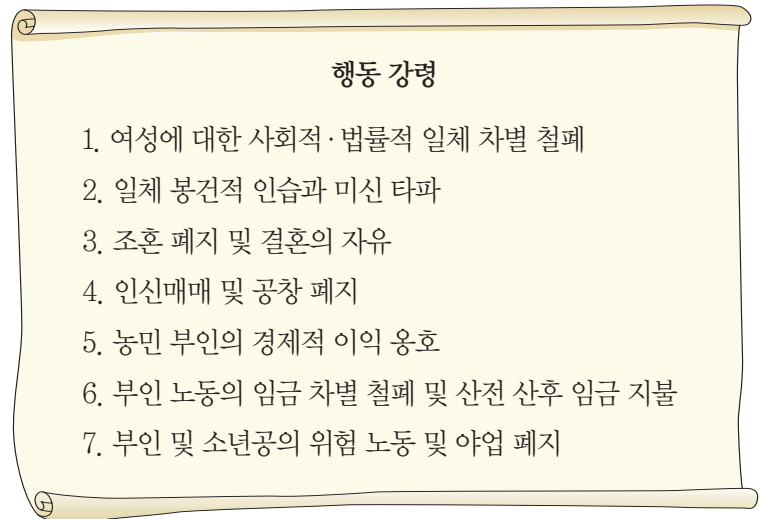 행동 강령
1. 여성에 대한 사회적·법률적 일체 차별 철폐
2. 일체 봉건적 인습과 미신 타파
3. 조혼 폐지 및 결혼의 자유
4. 인신매매 및 공창 폐지
5. 농민 부인의 경제적 이익 옹호
6. 부인 노동의 임금 차별 철폐 및 산전 산후 임금 지불
7. 부인 및 소년공의 위험 노동 및 야업 폐지